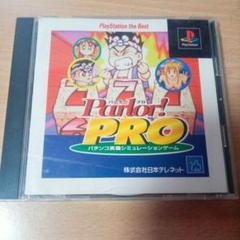 PlayStation the Best
PlayStation
Parlor!
PRO
パチンコ実機シミュレーションゲーム
株式会社日本テレネット